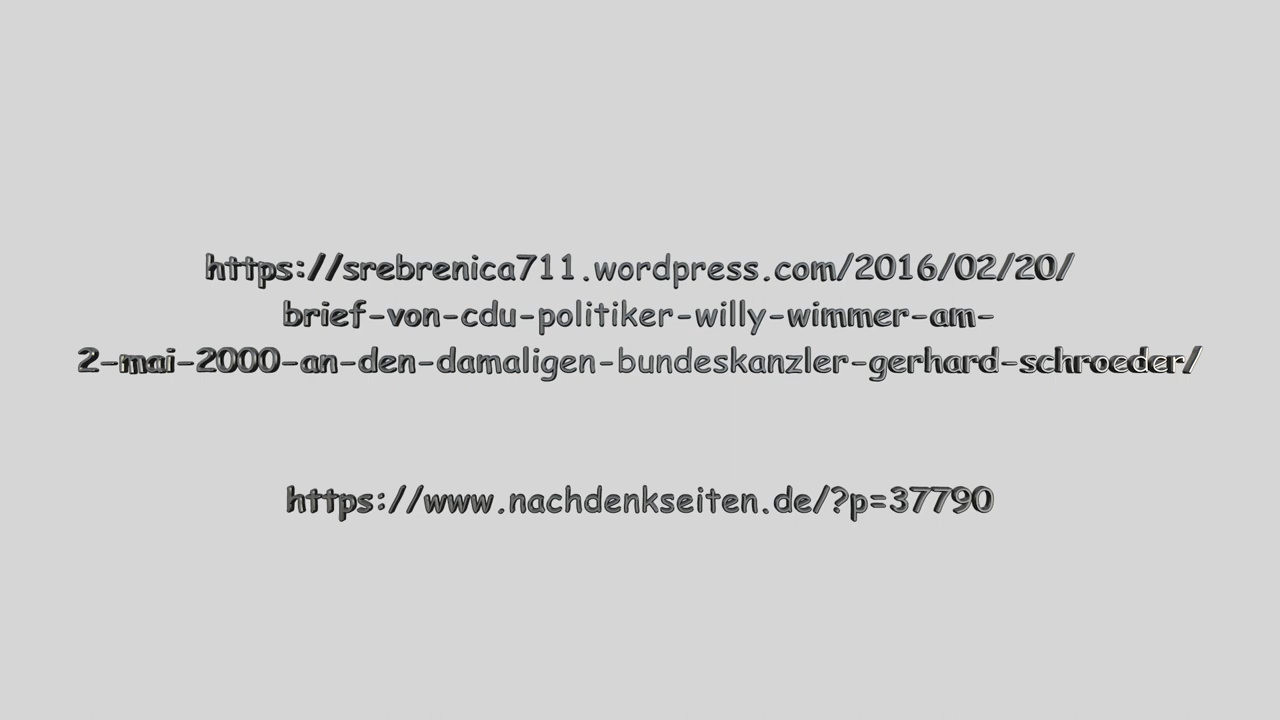 https://srebrenica711.wordpress.com/2016/02/20/
brief-von-cdu-politiker-willy-wimmer-am-
2-mai-2000-an-den-damaligen-bundeskanzler-gerhard-schroeder/
https://www.nachdenkseiten.de/?p=37790